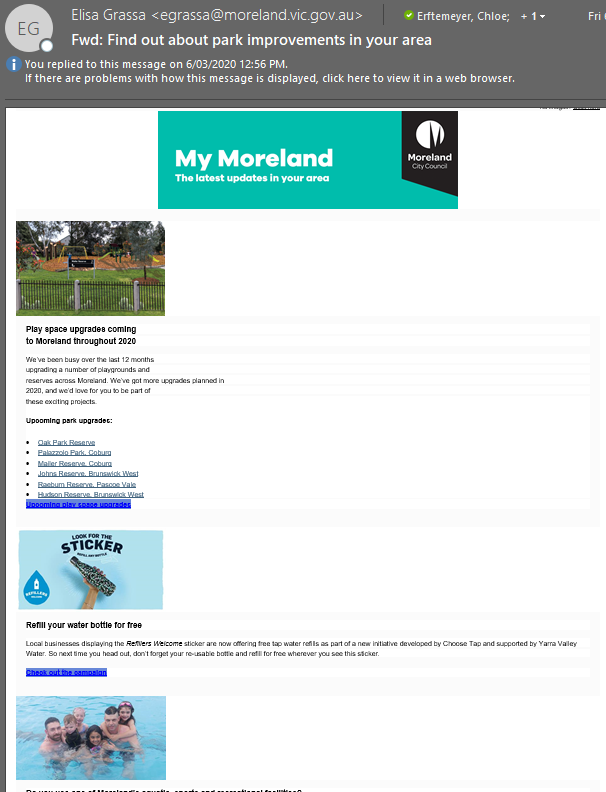 EG
Elisa Grassa <egrassa@moreland.vic.gov.au>
Erftemeyer, Chloe; + 1
Fri
Fwd: Find out about park improvements in your area
You replied to this message on 6/03/2020 12:56 PM.
If there are problems with how this message is displayed, click here to view it in a web browser.
My Moreland
The latest updates in your area
Moreland
City Council
Play space upgrades coming
to Moreland throughout 2020
We've been busy over the last 12 months
upgrading a number of playgrounds and
reserves across Moreland. We've got more upgrades planned in
2020, and we'd love for you to be part of
these exciting projects.
Upcoming park upgrades:
• Oak Park Reserve
• Palazzolo Park, Coburg
• Mailer Reserve, Coburg
• Johns Reserve, Brunswick West
• Raeburn Reserve, Pascoe Vale
• Hudson Reserve, Brunswick West
Upcoming play space upgrades
LOOK FOR THE
STICKER
REFILL ANY BOTTLE
REFILLERS
WELCOME
Refill your water bottle for free
Local businesses displaying the Refillers Welcome sticker are now offering free tap water refills as part of a new initiative developed by Choose Tap and supported by Yarra Valley
Water. So next time you head out, don't forget your re-usable bottle and refill for free wherever you see this sticker.
Check out the campaign
Do you use one of Moreland's aquatic, sports and recreational facilities?